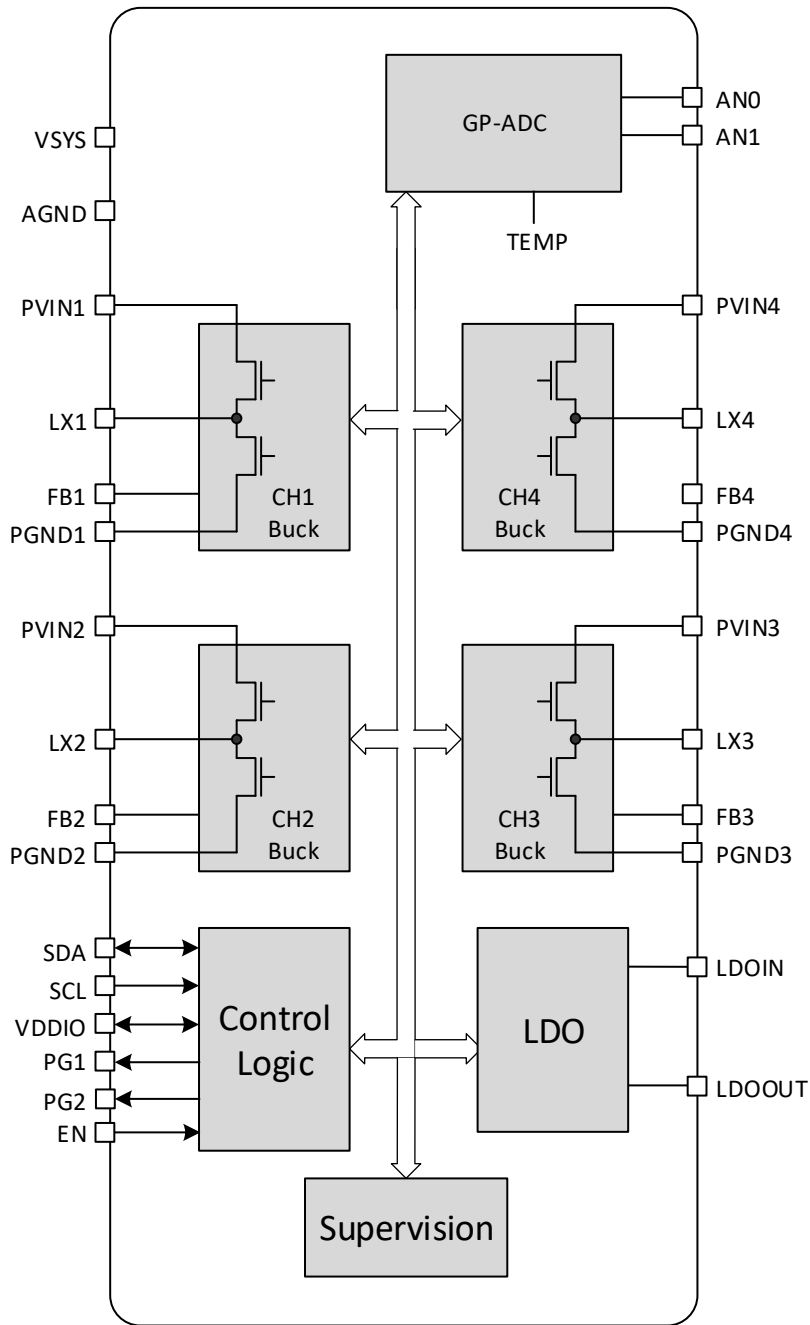 GP-ADC
AN0
AN1
VSYS
AGND
TEMP
PVIN1
PVIN4
LX1
LX4
FB1
CH1
Buck
CH4
Buck
FB4
PGND1
PGND4
PVIN2
PVIN3
LX2
LX3
FB2
CH2
Buck
CH3
Buck
FB3
PGND2
PGND3
SDA
SCL
VDDIO
PG1
PG2
EN
Control
Logic
LDO
LDOIN
LDOOUT
Supervision